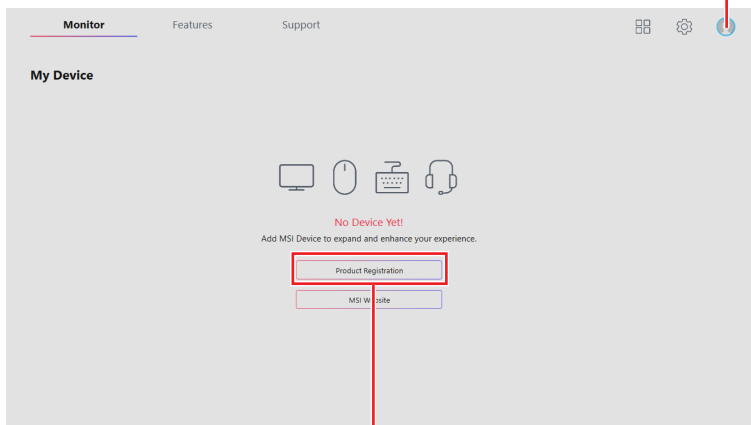 Monitor Features Support
My Device
No Device Yet!
Add MSI Device to expand and enhance your experience.
Product Registration
MSI Website